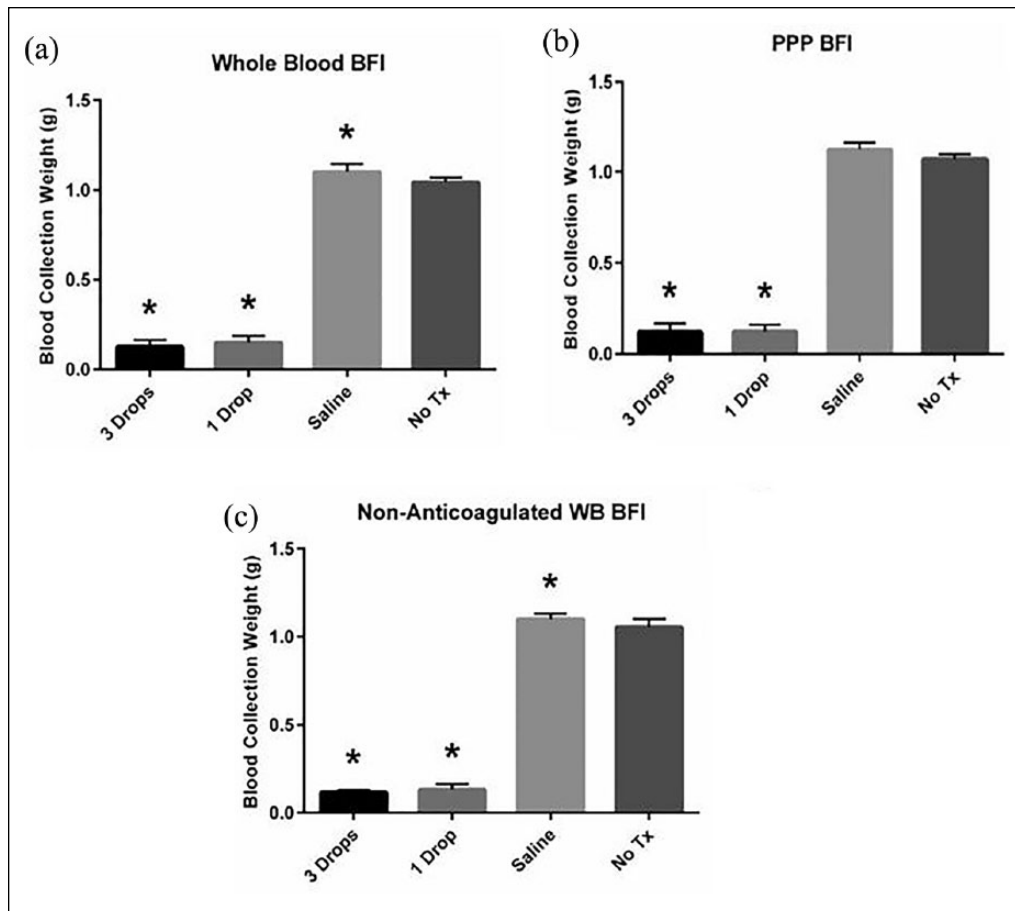 (a)
Whole Blood BFI
Blood Collection Weight (g)
1.5
1.0
0.5
0.0
*
*
*
3 Drops
1 Drop
Saline
No Tx
(b)
PPP BFI
Blood Collection Weight (g)
1.5
1.0
0.5
0.0
*
*
3 Drops
1 Drop
Saline
No Tx
(c)
Non-Anticoagulated WB BFI
Blood Collection Weight (g)
1.5
1.0
0.5
0.0
*
*
*
3 Drops
1 Drop
Saline
No Tx